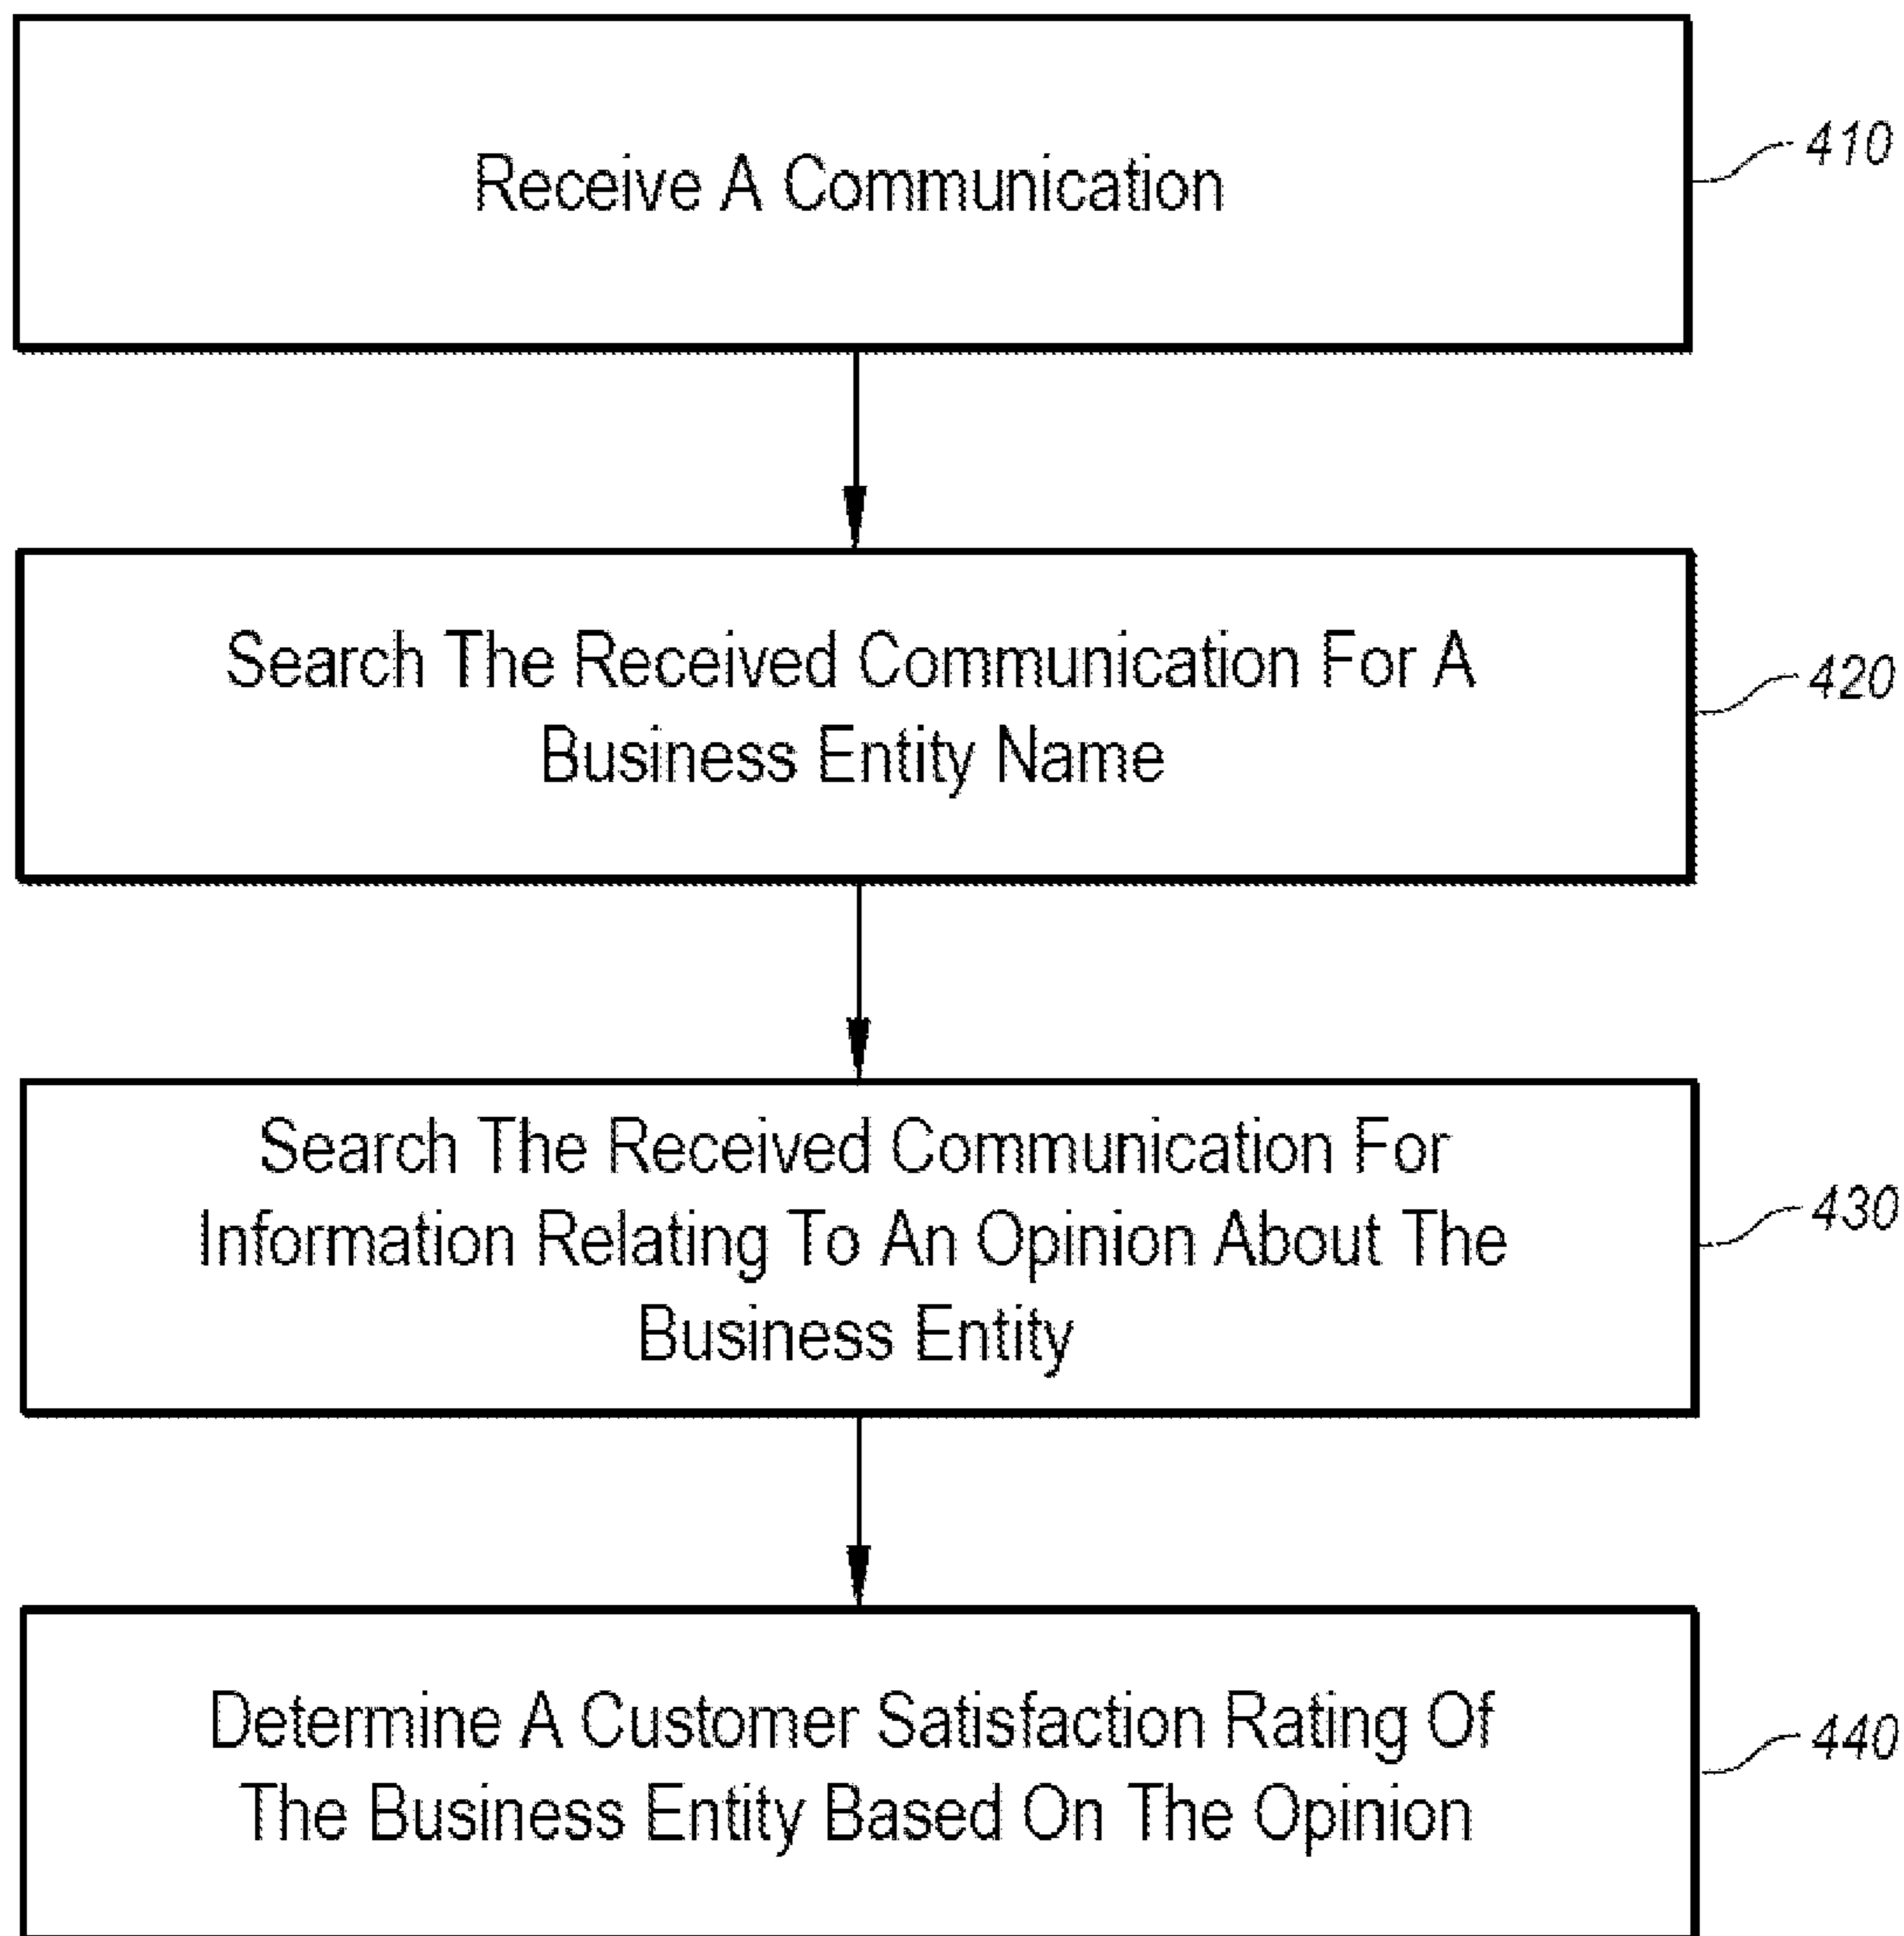 Receive A Communication
410
Search The Received Communication For A
Business Entity Name
420
Search The Received Communication For
Information Relating To An Opinion About The
Business Entity
430
Determine A Customer Satisfaction Rating Of
The Business Entity Based On The Opinion
440